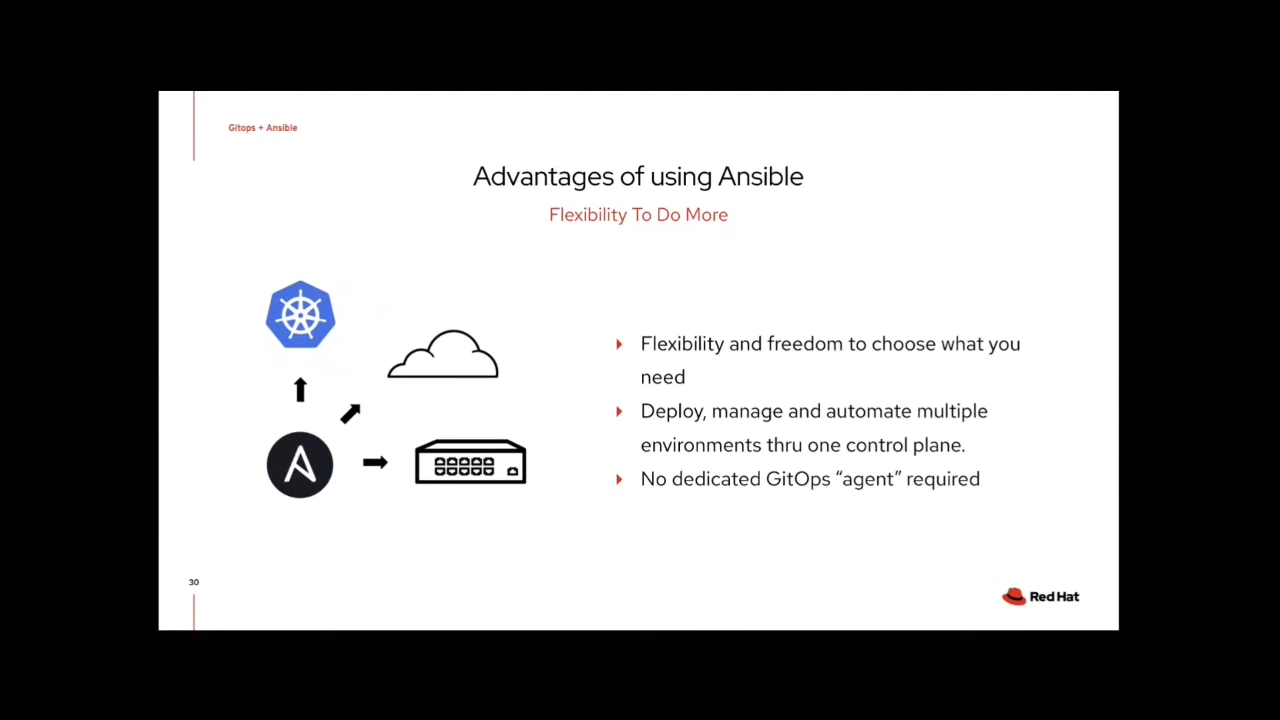 Gitops + Ansible
Advantages of using Ansible
Flexibility To Do More
Flexibility and freedom to choose what you
need
Deploy, manage and automate multiple
environments thru one control plane.
No dedicated GitOps “agent” required
30
Red Hat